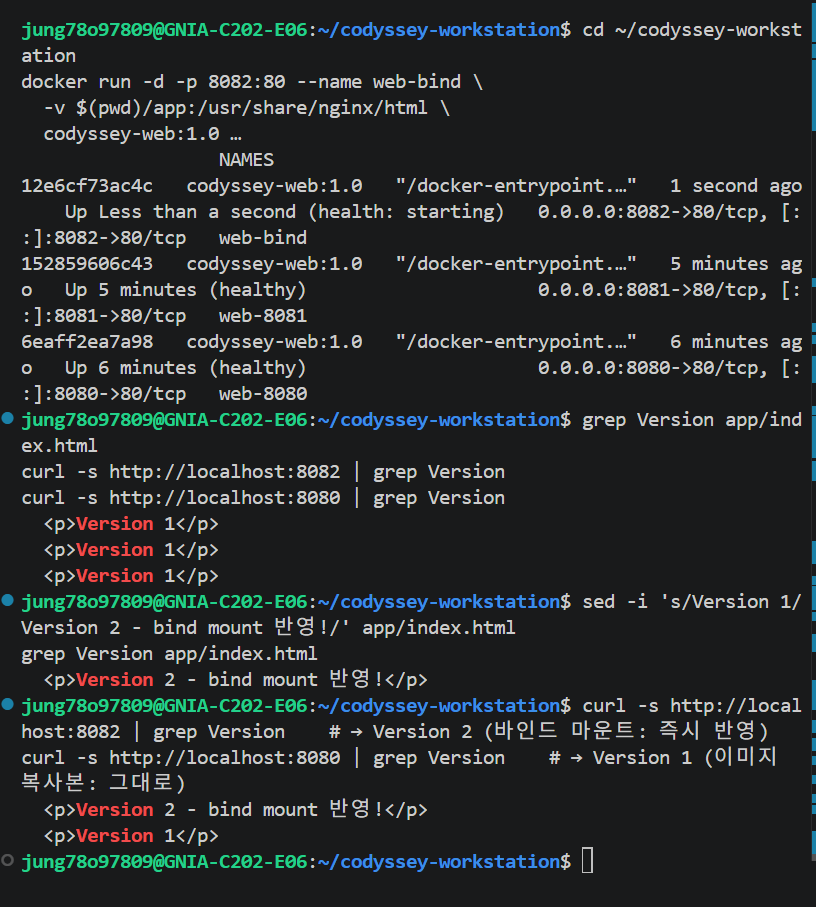 jung78o97809@GNIA-C202-E06:~/codyssey-workstation$ cd ~/codyssey-workst
ation
docker run -d -p 8082:80 --name web-bind \
  -v $(pwd)/app:/usr/share/nginx/html \
  codyssey-web:1.0 …
                  NAMES
12e6cf73ac4c   codyssey-web:1.0   "/docker-entrypoint.…"   1 second ago
    Up Less than a second (health: starting)   0.0.0.0:8082->80/tcp, [:
:]:8082->80/tcp   web-bind
152859606c43   codyssey-web:1.0   "/docker-entrypoint.…"   5 minutes ag
o   Up 5 minutes (healthy)                     0.0.0.0:8081->80/tcp, [:
:]:8081->80/tcp   web-8081
6eaff2ea7a98   codyssey-web:1.0   "/docker-entrypoint.…"   6 minutes ag
o   Up 6 minutes (healthy)                     0.0.0.0:8080->80/tcp, [:
:]:8080->80/tcp   web-8080
jung78o97809@GNIA-C202-E06:~/codyssey-workstation$ grep Version app/ind
ex.html
curl -s http://localhost:8082 | grep Version
curl -s http://localhost:8080 | grep Version
  <p>Version 1</p>
  <p>Version 1</p>
  <p>Version 1</p>
jung78o97809@GNIA-C202-E06:~/codyssey-workstation$ sed -i 's/Version 1/
Version 2 - bind mount 반영!/' app/index.html
grep Version app/index.html
  <p>Version 2 - bind mount 반영!</p>
jung78o97809@GNIA-C202-E06:~/codyssey-workstation$ curl -s http://local
host:8082 | grep Version    # → Version 2 (바인드 마운트: 즉시 반영)
curl -s http://localhost:8080 | grep Version    # → Version 1 (이미지
복사본: 그대로)
  <p>Version 2 - bind mount 반영!</p>
  <p>Version 1</p>
jung78o97809@GNIA-C202-E06:~/codyssey-workstation$